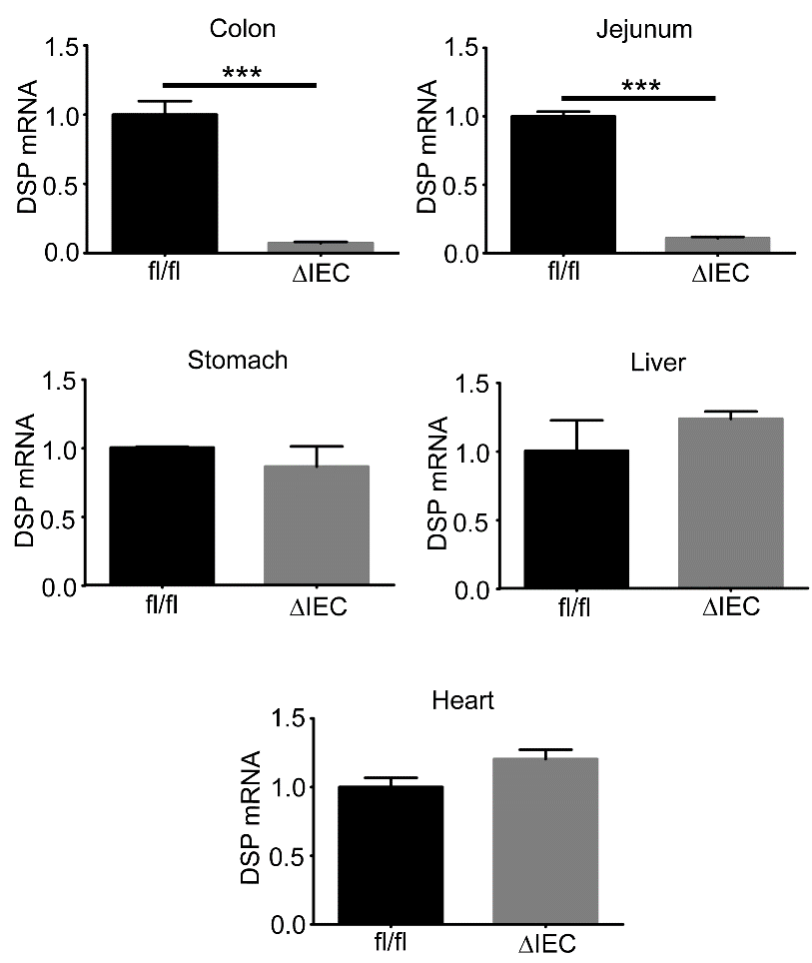 Colon
1.5
***
1.0
DSP mRNA
0.5
0.0
fl/fl
ΔIEC
Jejunum
1.5
***
1.0
DSP mRNA
0.5
0.0
fl/fl
ΔIEC
Stomach
1.5
1.0
DSP mRNA
0.5
0.0
fl/fl
ΔIEC
Liver
1.5
1.0
DSP mRNA
0.5
0.0
fl/fl
ΔIEC
Heart
1.5
1.0
DSP mRNA
0.5
0.0
fl/fl
ΔIEC